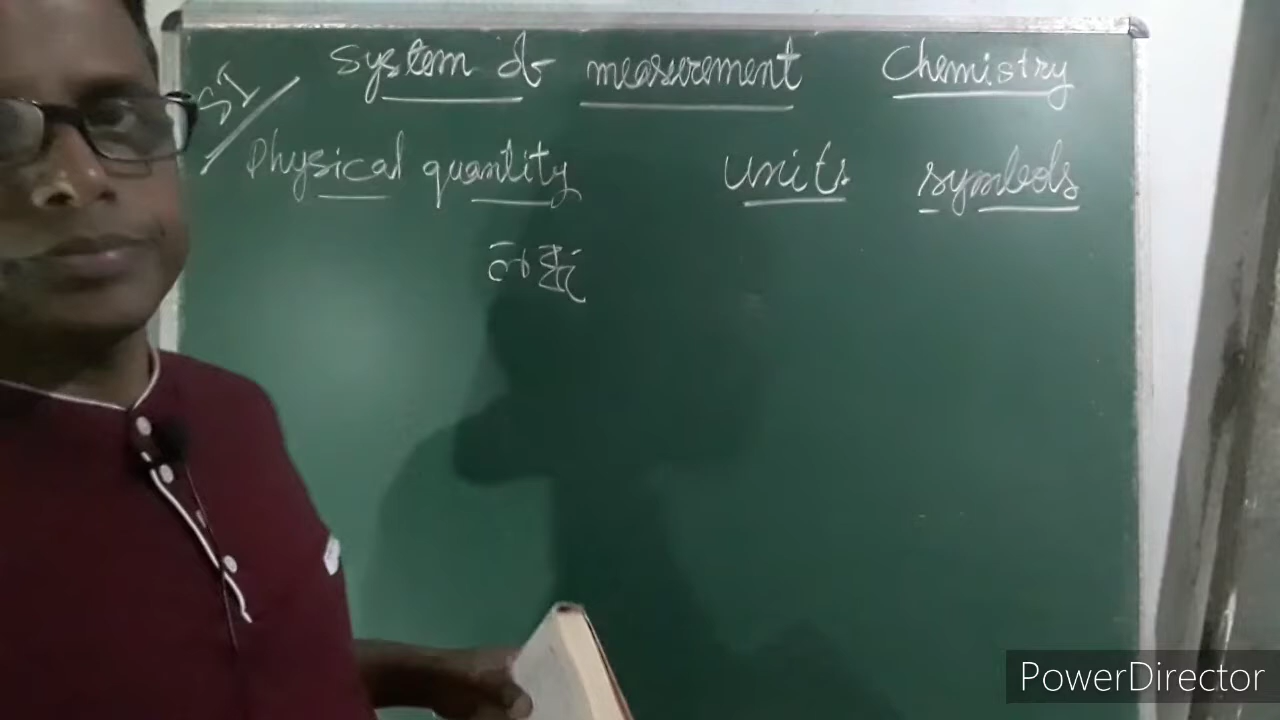 System of measurement Chemistry
SI
Physical quantity units symbols
PowerDirector